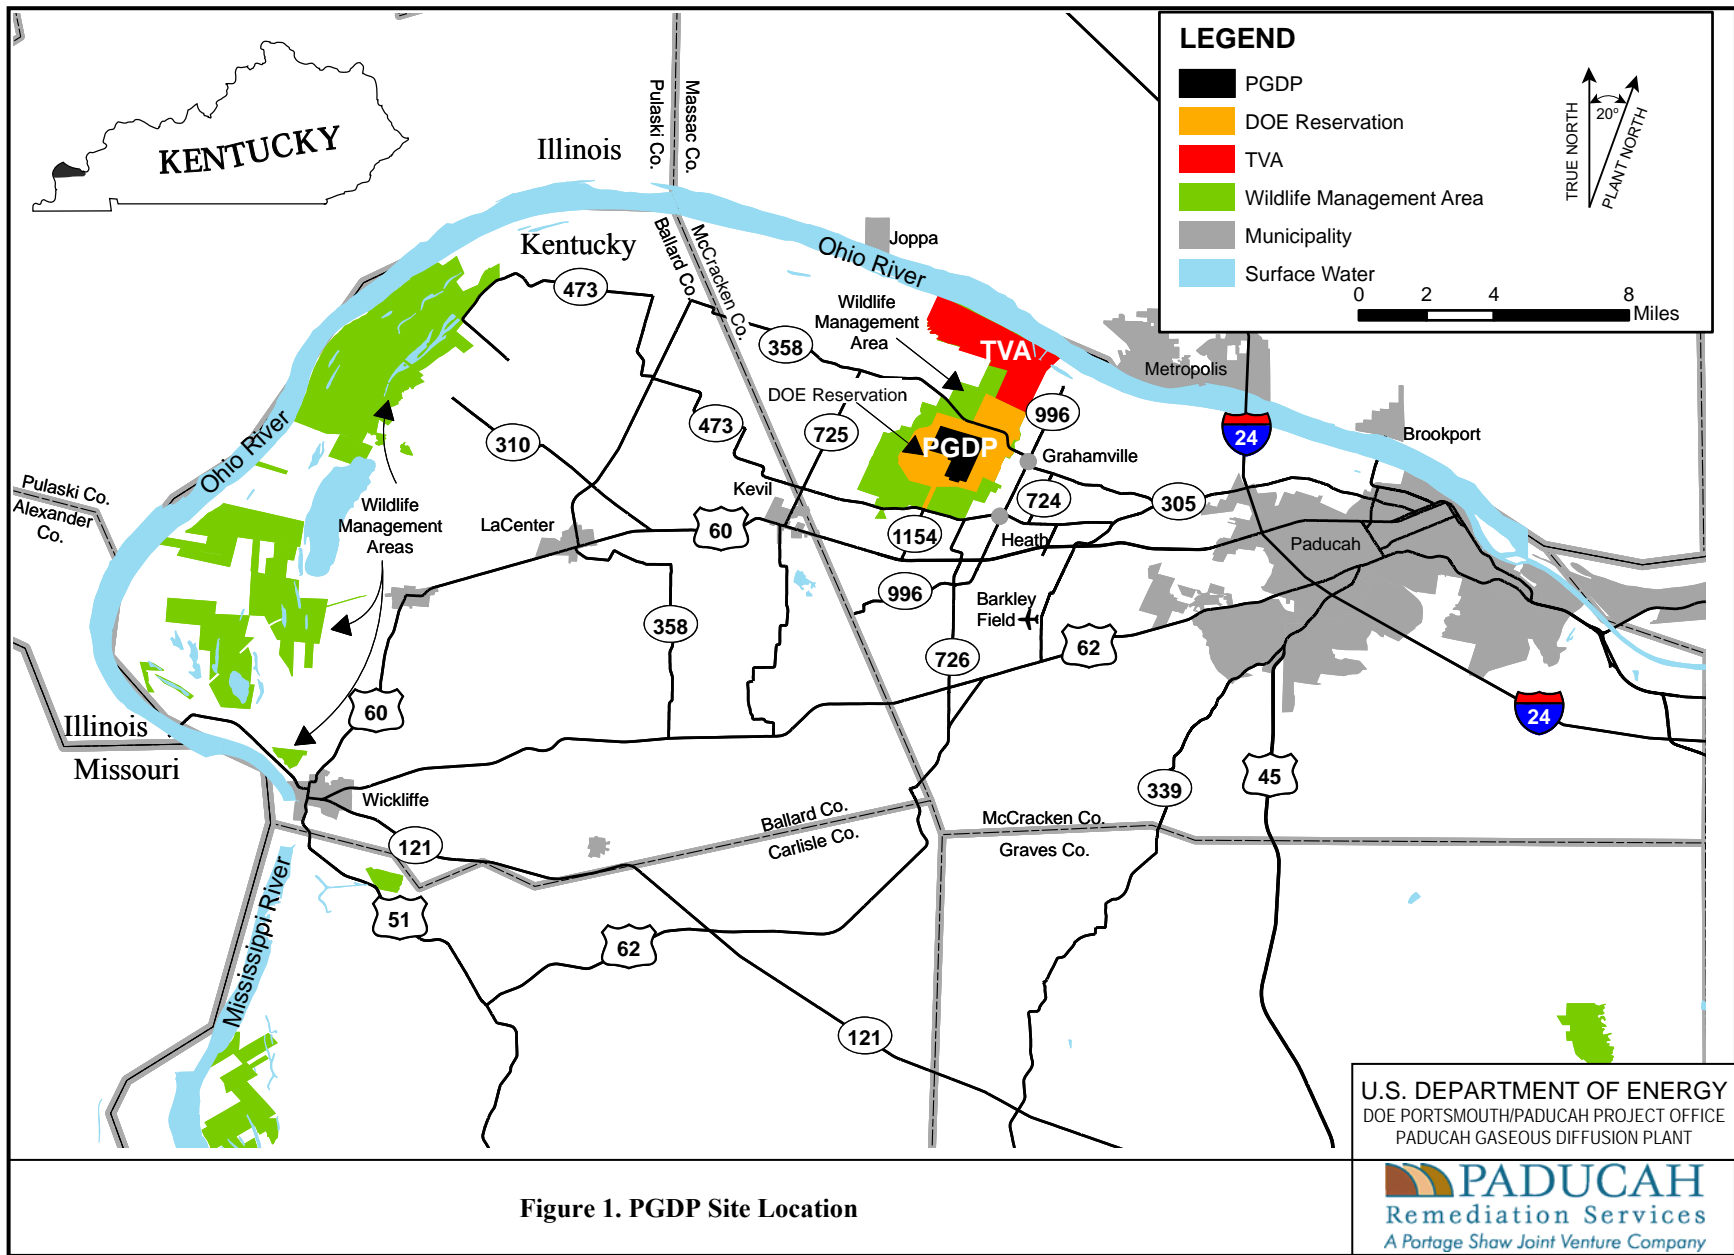 KENTUCKY
Pulaski Co.
Massac Co.
Illinois
LEGEND
PGDP
DOE Reservation
TVA
Wildlife Management Area
Municipality
Surface Water
TRUE NORTH
20°
PLANT NORTH
0 2 4 8
Miles
Kentucky
Ballard Co.
McCracken Co.
Ohio River
Joppa
473
358
Wildlife
Management
Area
TVA
Metropolis
DOE Reservation
996
473
725
310
PGDP
24
Brookport
Grahamville
Ohio River
Pulaski Co.
Alexander
Co.
Wildlife
Management
Areas
Kevil
LaCenter
60
724
305
1154
Heath
Paducah
996
Barkley
Field
358
726
62
60
Illinois
Missouri
24
Wickliffe
45
339
Ballard Co.
Carlisle Co.
McCracken Co.
Graves Co.
121
Mississippi River
51
62
121
U.S. DEPARTMENT OF ENERGY
DOE PORTSMOUTH/PADUCAH PROJECT OFFICE
PADUCAH GASEOUS DIFFUSION PLANT
Figure 1. PGDP Site Location
PADUCAH
Remediation Services
A Portage Shaw Joint Venture Company